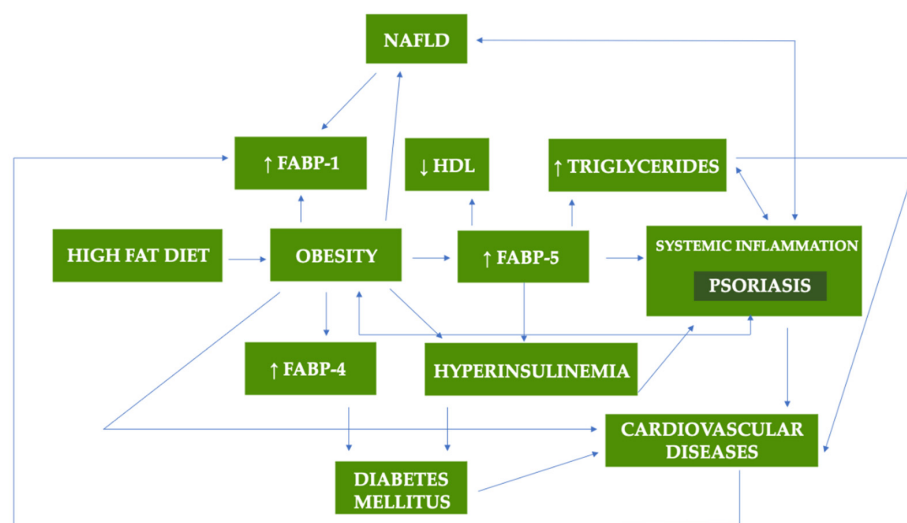 NAFLD
↑ FABP-1
↓ HDL
↑ TRIGLYCERIDES
HIGH FAT DIET
OBESITY
↑ FABP-5
SYSTEMIC INFLAMMATION
PSORIASIS
↑ FABP-4
HYPERINSULINEMIA
CARDIOVASCULAR
DISEASES
DIABETES
MELLITUS